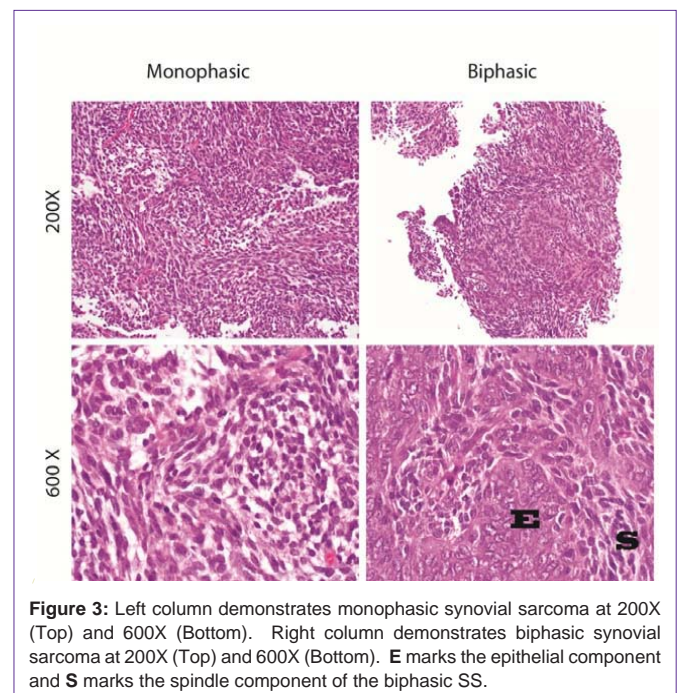 Monophasic Biphasic
200X
600 X
E
S
Figure 3: Left column demonstrates monophasic synovial sarcoma at 200X
(Top) and 600X (Bottom). Right column demonstrates biphasic synovial
sarcoma at 200X (Top) and 600X (Bottom). E marks the epithelial component
and S marks the spindle component of the biphasic SS.